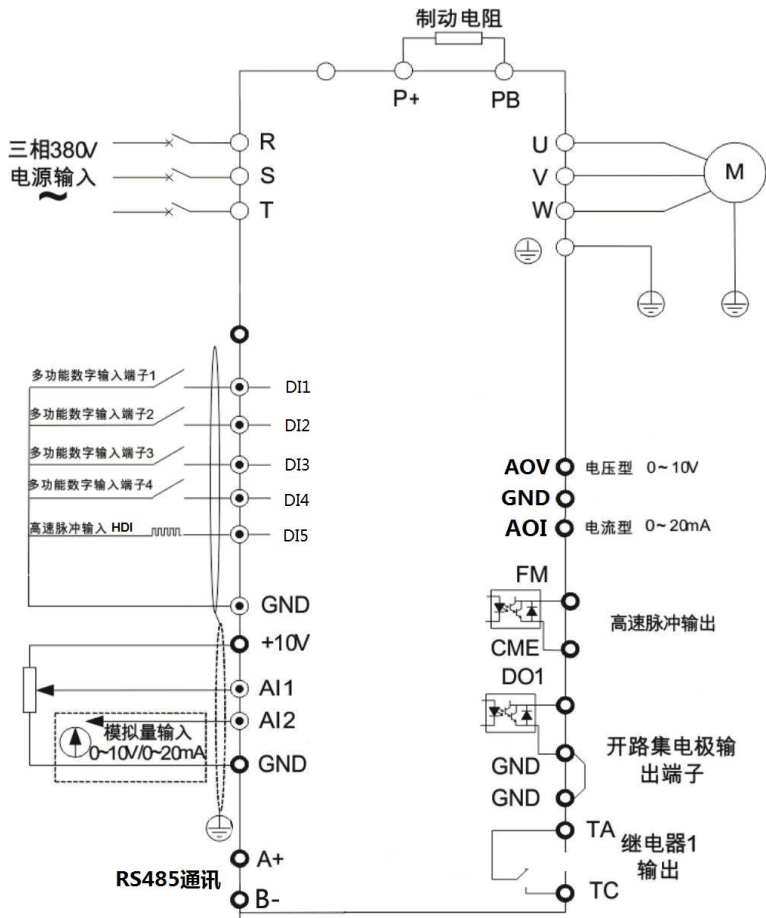 制动电阻
P+
PB
三相380V
电源输入
~
R
S
T
U
V
W
M
多功能数字输入端子1
DI1
多功能数字输入端子2
DI2
多功能数字输入端子3
DI3
多功能数字输入端子4
DI4
高速脉冲输入 HDI
DI5
GND
+10V
AI1
AI2
模拟量输入
0~10V/0~20mA
GND
A+
RS485通讯
B-
AOV
电压型 0~10V
GND
AOI
电流型 0~20mA
FM
高速脉冲输出
CME
DO1
开路集电极输
出端子
GND
GND
TA
继电器1
输出
TC